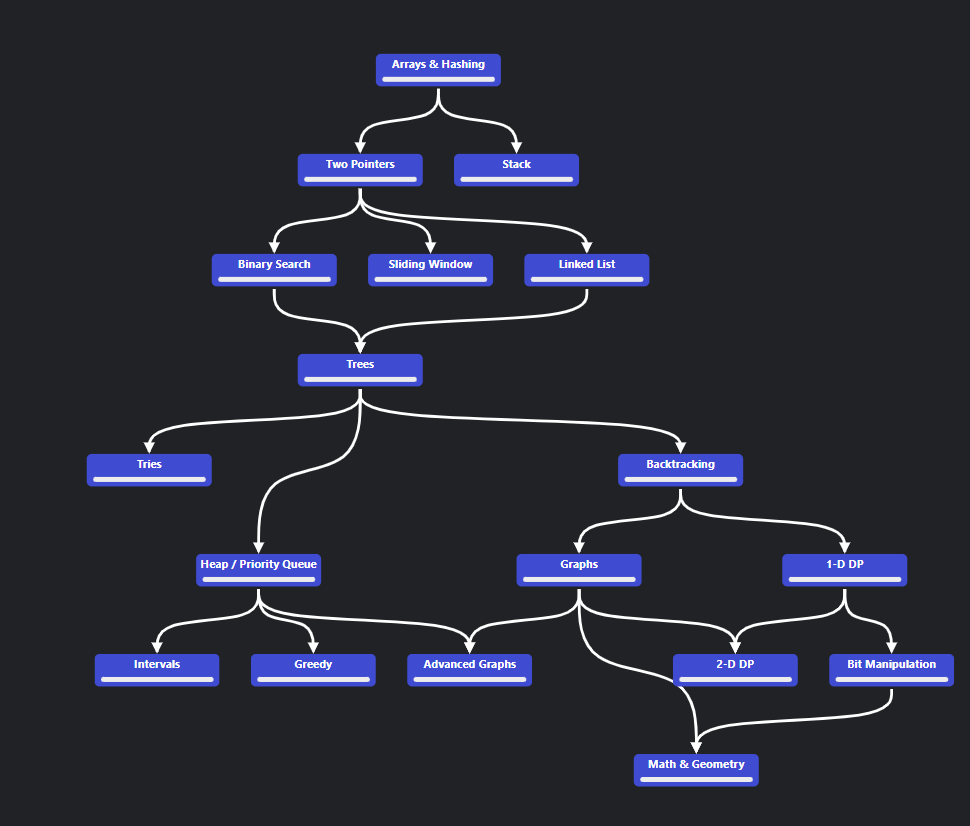 Arrays & Hashing
Two Pointers
Stack
Binary Search
Sliding Window
Linked List
Trees
Tries
Backtracking
Heap / Priority Queue
Graphs
1-D DP
Intervals
Greedy
Advanced Graphs
2-D DP
Bit Manipulation
Math & Geometry